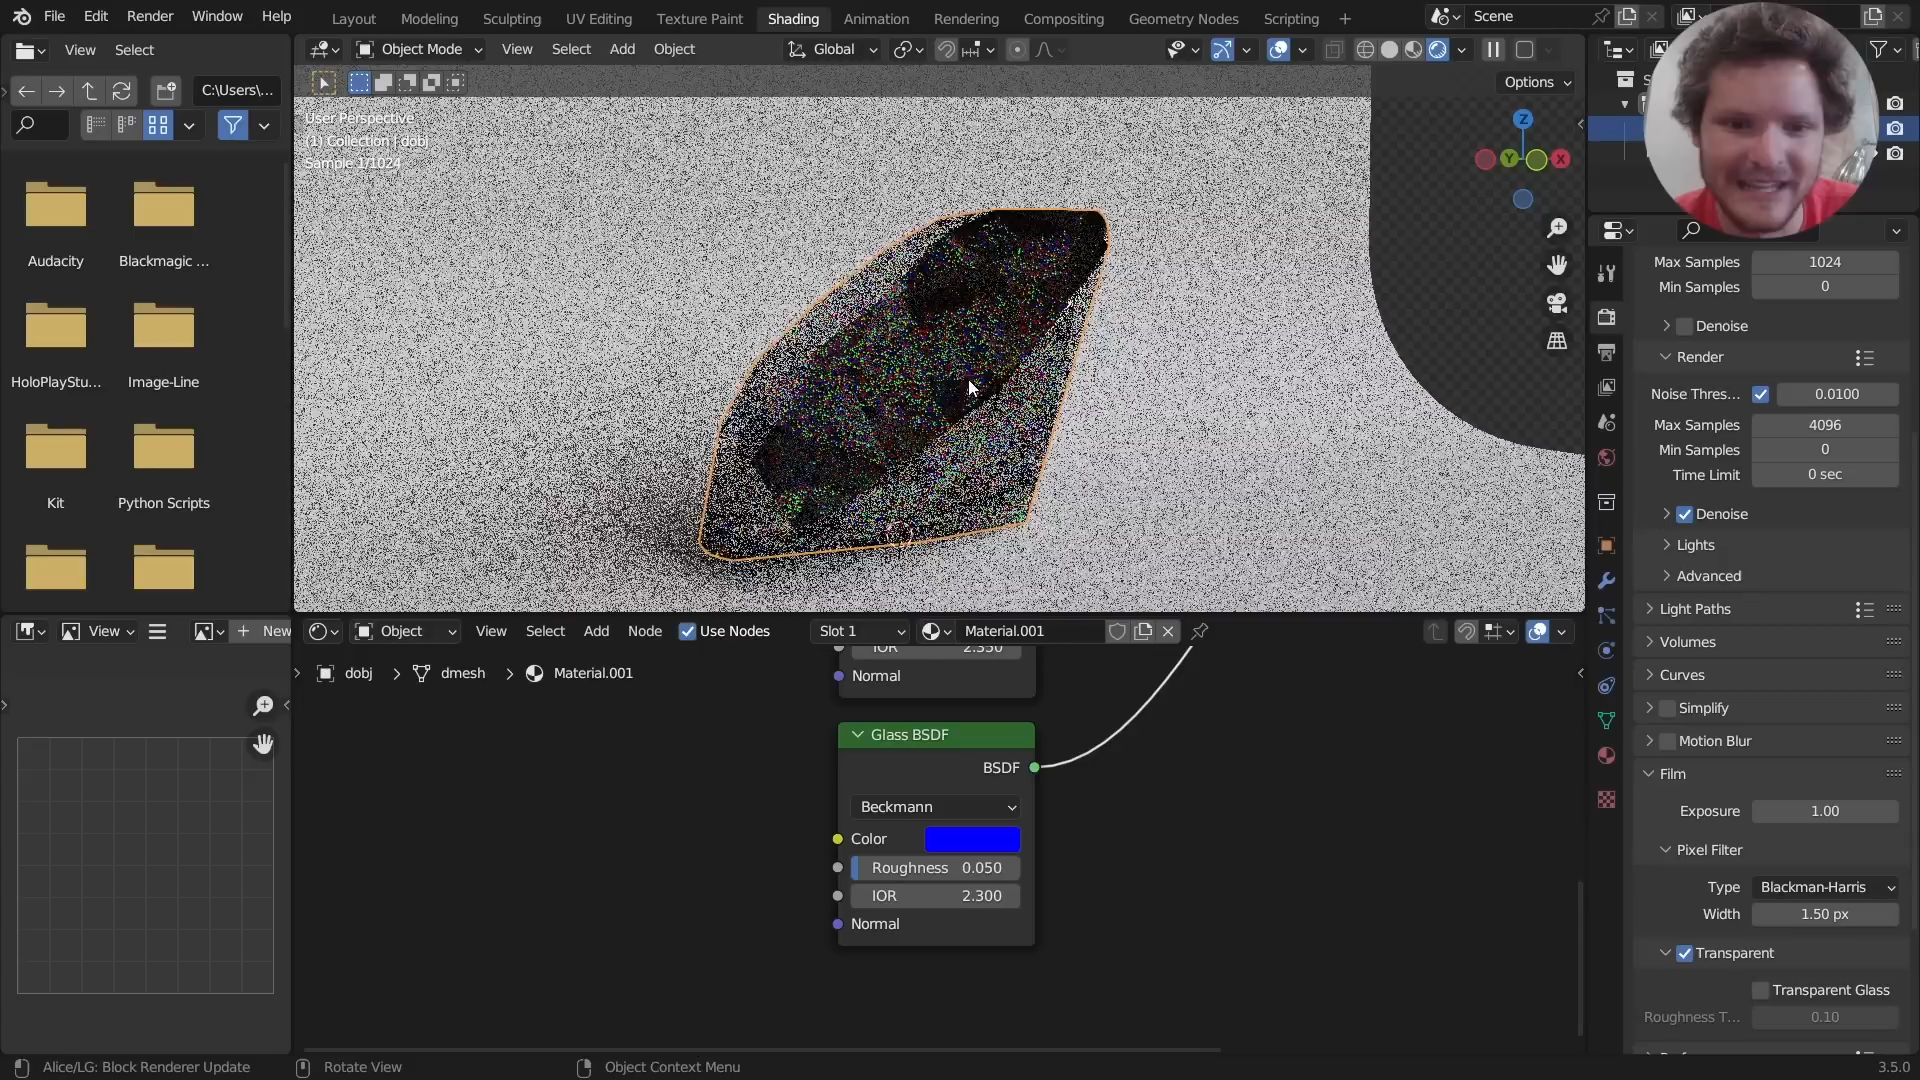 File Edit Render Window Help
Layout Modeling Sculpting UV Editing Texture Paint Shading Animation Rendering Compositing Geometry Nodes Scripting +
Scene
View Select
Object Mode View Select Add Object Global
C:\Users\...
Options
User Perspective
(1) Collection | dobj
Sample 1/1024
Z
Y X
Audacity Blackmagic ...
HoloPlayStu... Image-Line
Kit Python Scripts
Max Samples 1024
Min Samples 0
Denoise
Render
Noise Thres... 0.0100
Max Samples 4096
Min Samples 0
Time Limit 0 sec
Denoise
Lights
Advanced
Light Paths
Volumes
Curves
Simplify
Motion Blur
Film
Exposure 1.00
Pixel Filter
Type Blackman-Harris
Width 1.50 px
Transparent
Transparent Glass
Roughness T... 0.10
View New
Object View Select Add Node Use Nodes Slot 1 Material.001
dobj > dmesh > Material.001
IOR 2.350
Normal
Glass BSDF
BSDF
Beckmann
Color
Roughness 0.050
IOR 2.300
Normal
Alice/LG: Block Renderer Update Rotate View Object Context Menu 3.5.0